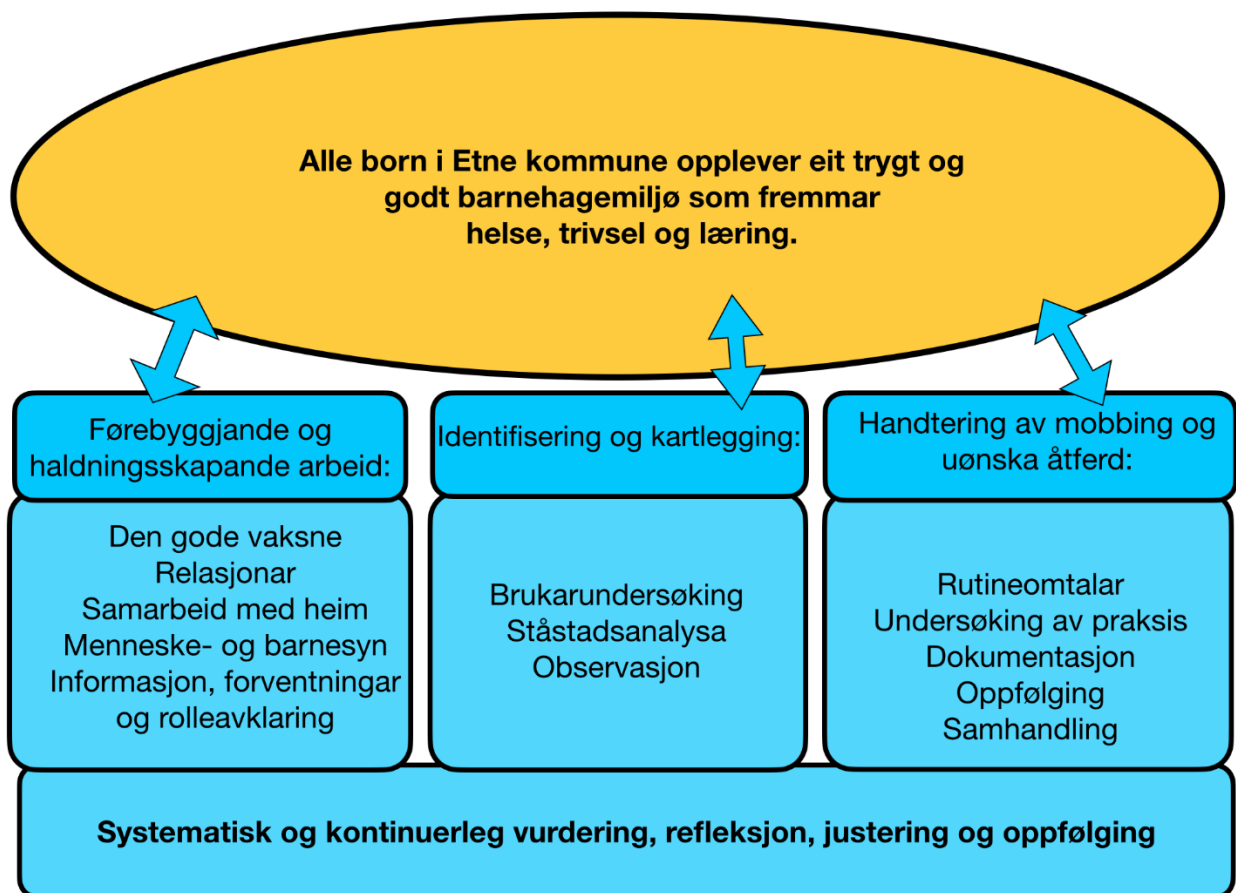 Alle born i Etne kommune opplever eit trygt og
godt barnehagemiljø som fremmar
helse, trivsel og læring.
Førebyggjande og
haldningsskapande arbeid:
Den gode vaksne
Relasjonar
Samarbeid med heim
Menneske- og barnesyn
Informasjon, forventningar
og rolleavklaring
Identifisering og kartlegging:
Brukarundersøking
Ståstadsanalysa
Observasjon
Handtering av mobbing og
uønska åtferd:
Rutineomtalar
Undersøking av praksis
Dokumentasjon
Oppfølging
Samhandling
Systematisk og kontinuerleg vurdering, refleksjon, justering og oppfølging